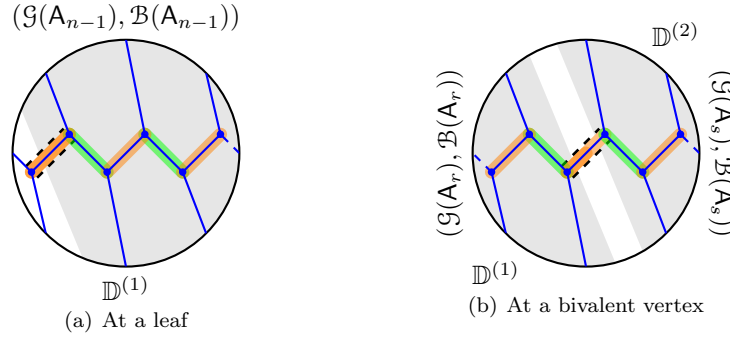 (𝒢(A_{n−1}), ℬ(A_{n−1}))
𝔻^{(1)}
(a) At a leaf
(𝒢(A_r), ℬ(A_r))
𝔻^{(2)}
(𝒢(A_s), ℬ(A_s))
𝔻^{(1)}
(b) At a bivalent vertex